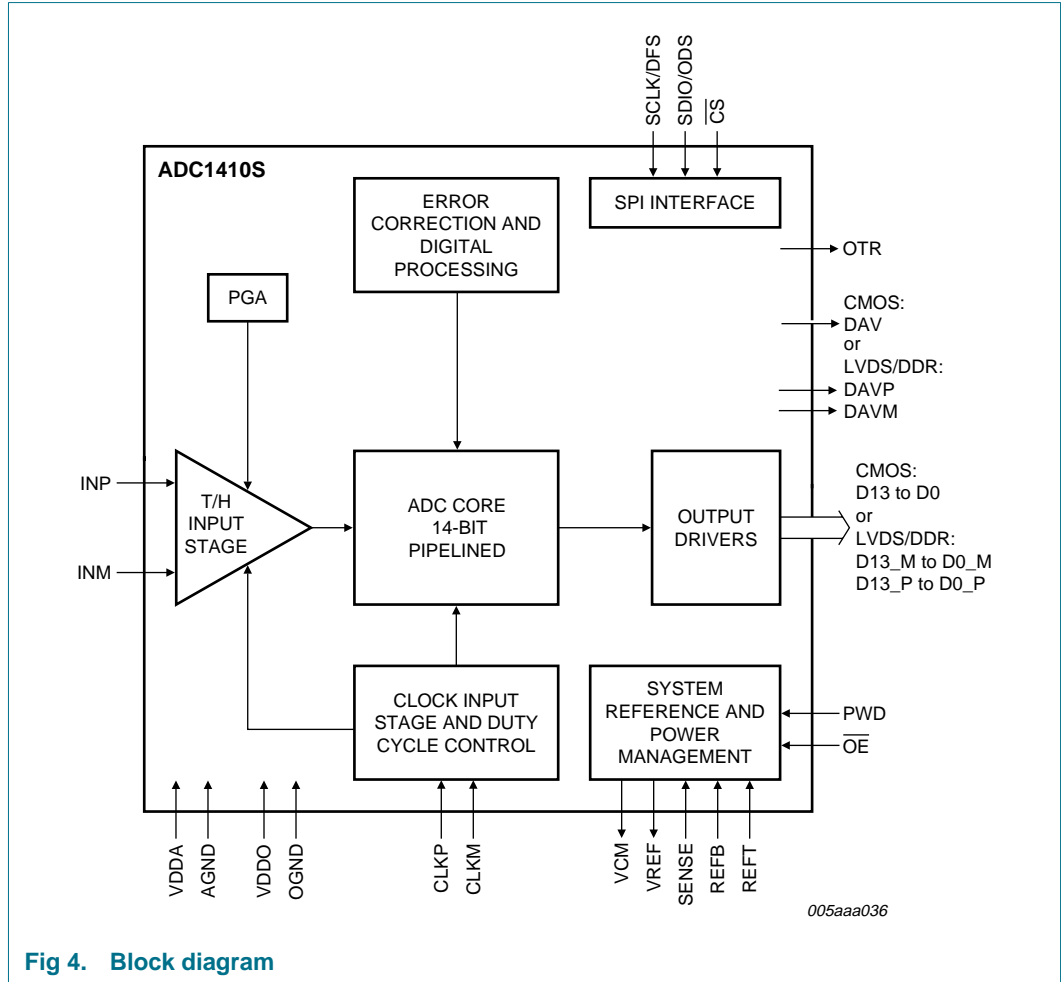 SCLK/DFS
SDIO/ODS
CS
ADC1410S
ERROR
CORRECTION AND
DIGITAL
PROCESSING
SPI INTERFACE
OTR
PGA
CMOS:
DAV
or
LVDS/DDR:
DAVP
DAVM
INP
INM
T/H
INPUT
STAGE
ADC CORE
14-BIT
PIPELINED
OUTPUT
DRIVERS
CMOS:
D13 to D0
or
LVDS/DDR:
D13_M to D0_M
D13_P to D0_P
CLOCK INPUT
STAGE AND DUTY
CYCLE CONTROL
SYSTEM
REFERENCE AND
POWER
MANAGEMENT
PWD
OE
VDDA
AGND
VDDO
OGND
CLKP
CLKM
VCM
VREF
SENSE
REFB
REFT
005aaa036
Fig 4. Block diagram